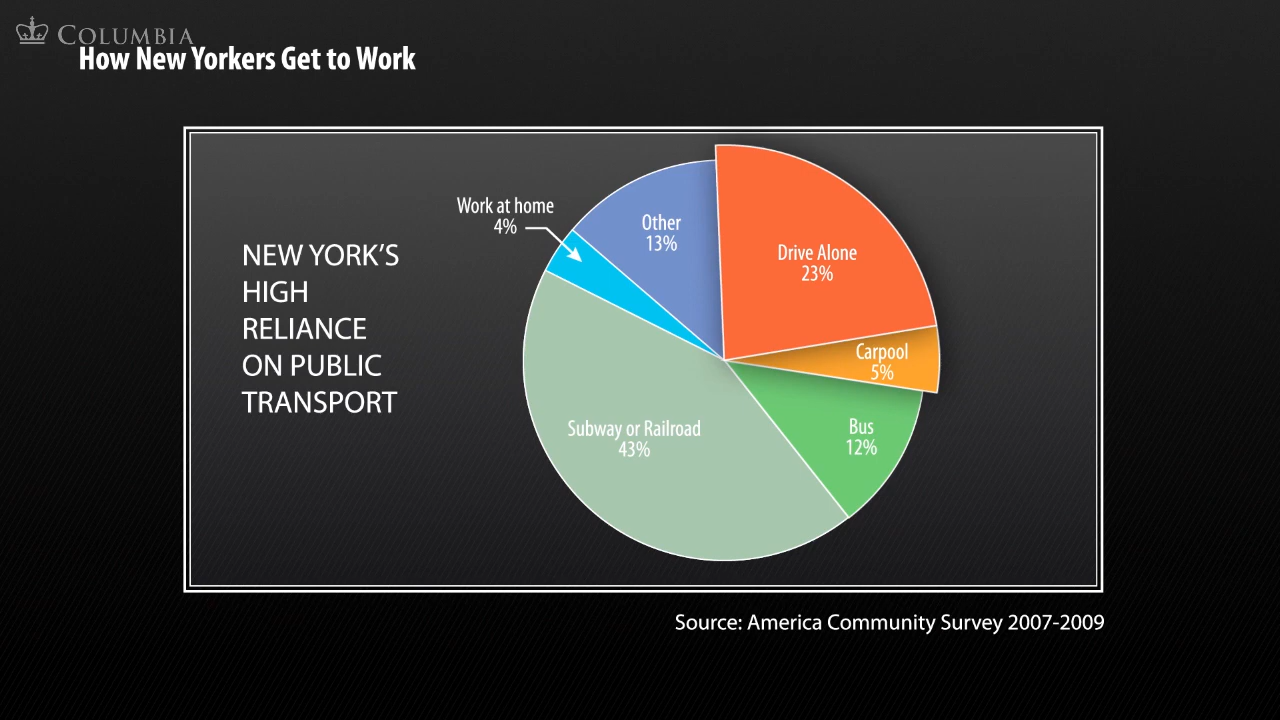 COLUMBIA
How New Yorkers Get to Work
NEW YORK'S
HIGH
RELIANCE
ON PUBLIC
TRANSPORT
Work at home
4%
Other
13%
Drive Alone
23%
Carpool
5%
Bus
12%
Subway or Railroad
43%
Source: America Community Survey 2007-2009